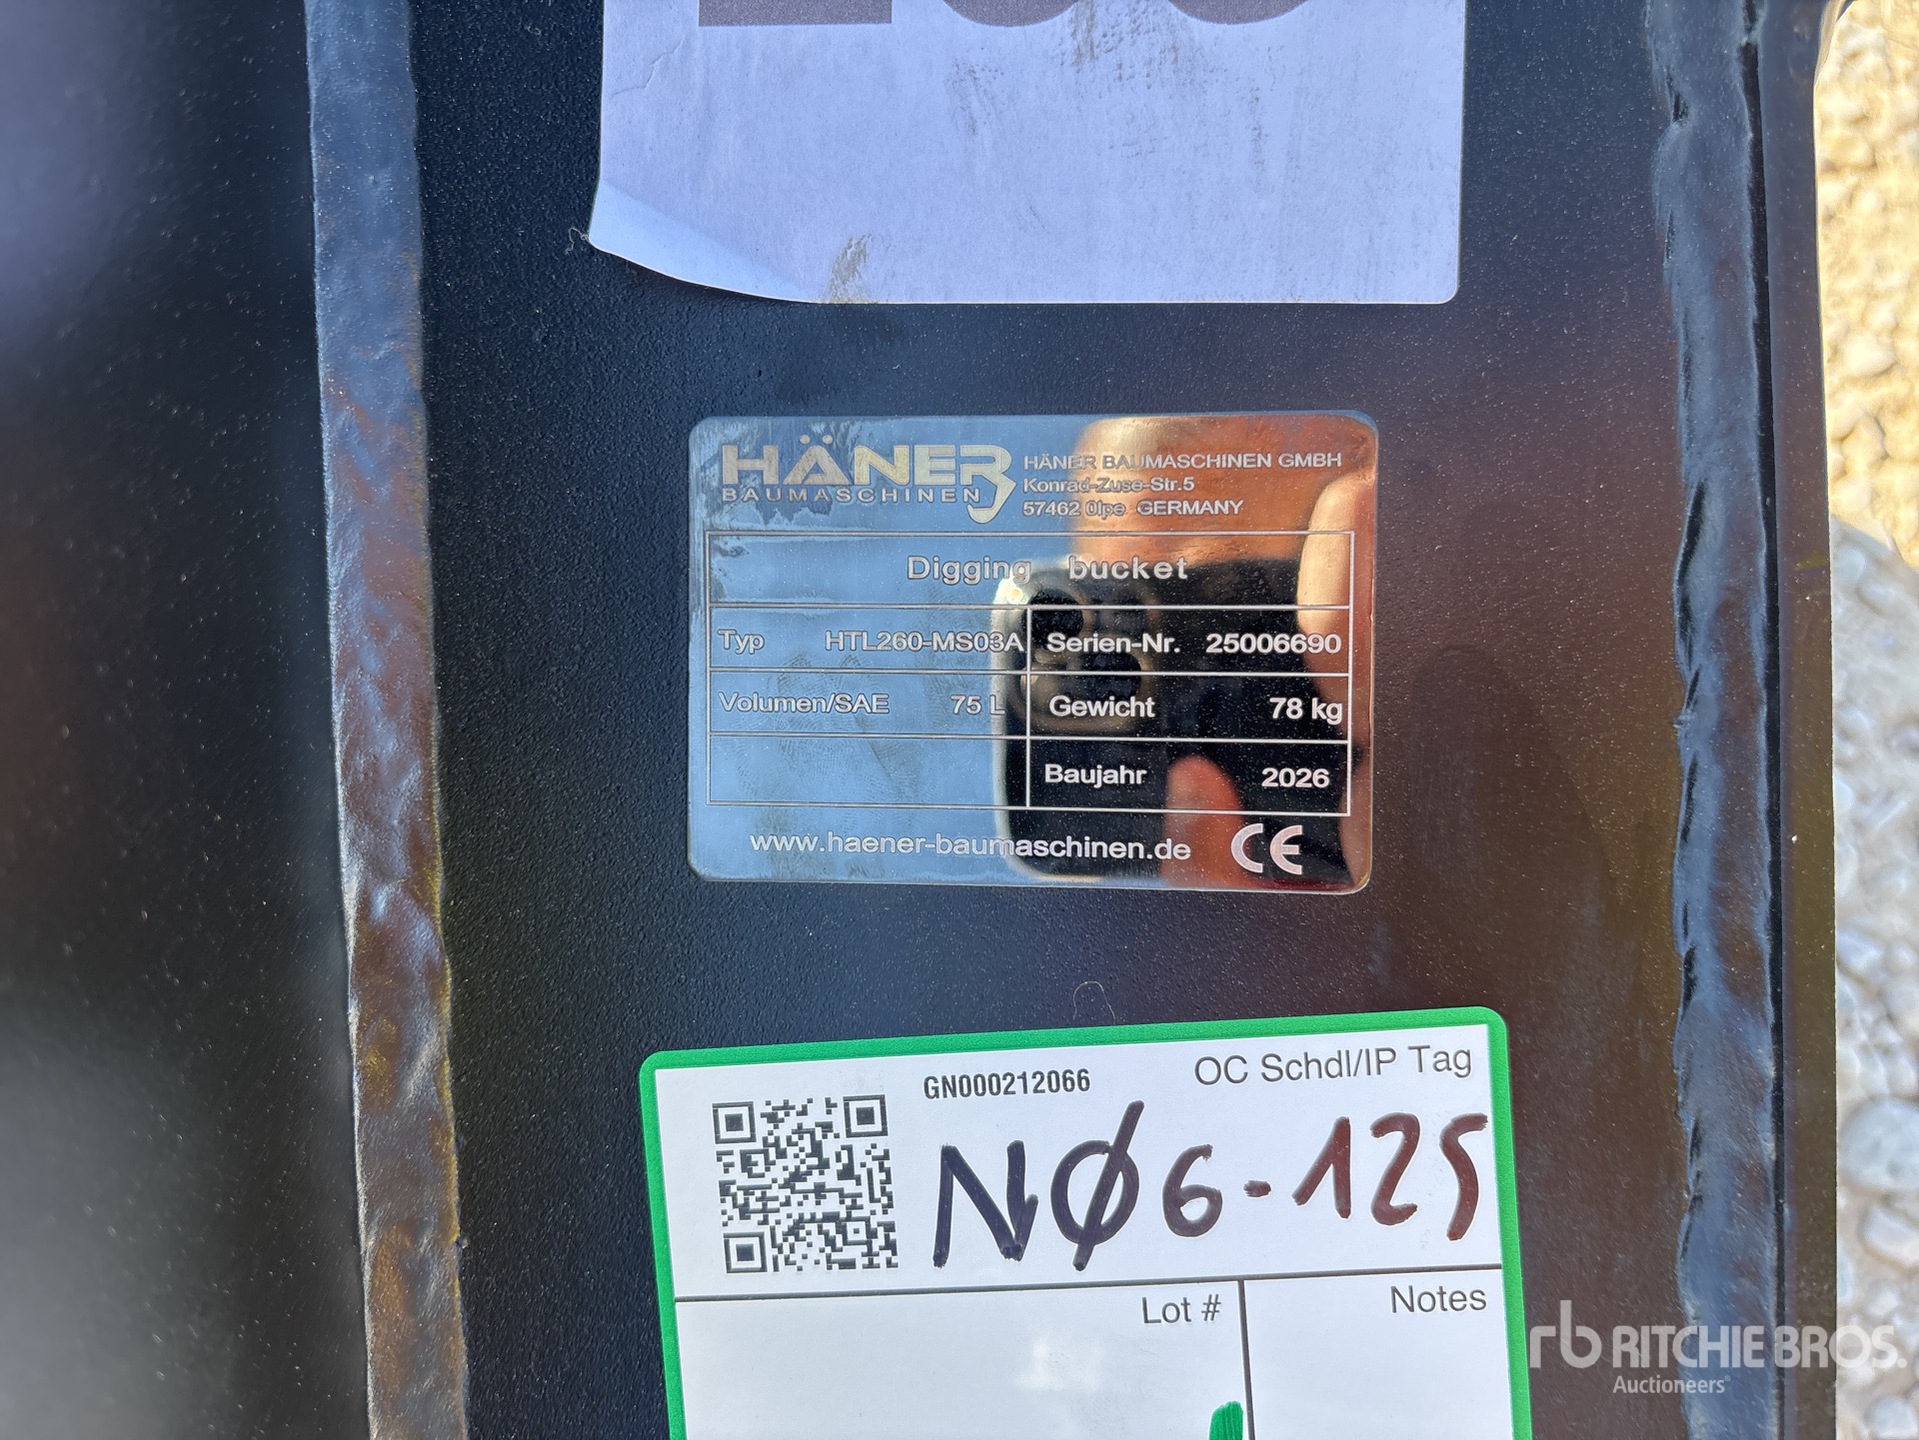 HÄNER
BAUMASCHINEN
HÄNER BAUMASCHINEN GMBH
Konrad-Zuse-Str.5
57462 Olpe GERMANY
Digging bucket
Typ HTL260-MS03A Serien-Nr. 25006690
Volumen/SAE 75 L Gewicht 78 kg
Baujahr 2026
www.haener-baumaschinen.de CE
GN000212066 OC Schdl/IP Tag
NØ6-125
Lot # Notes
rb RITCHIE BROS.
Auctioneers